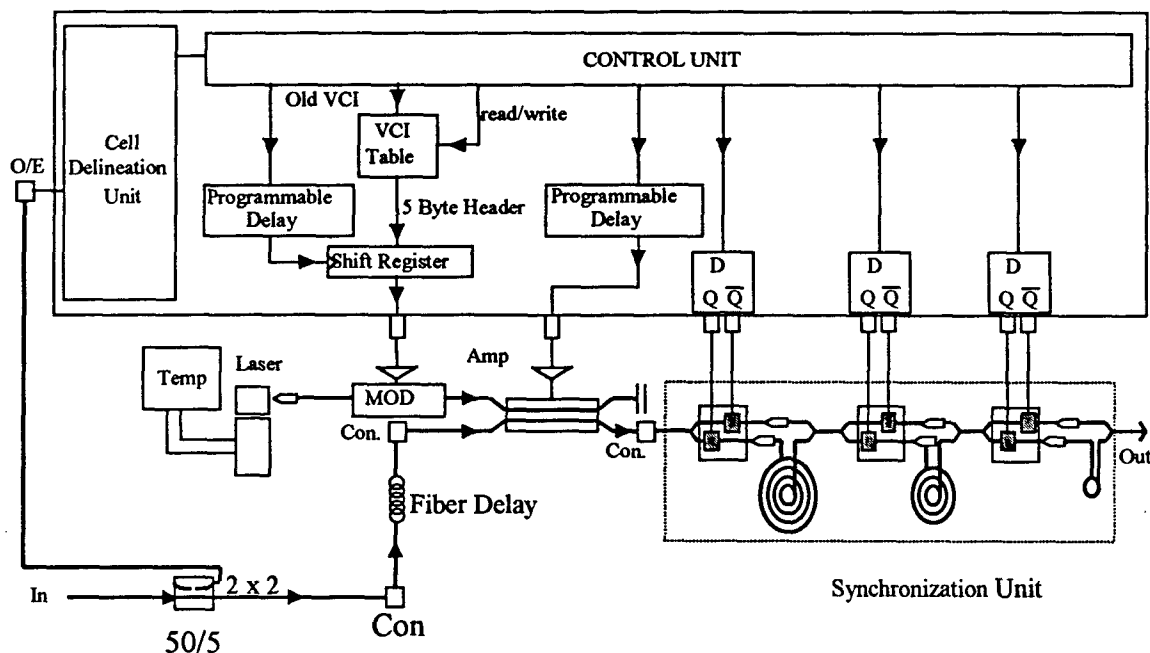 CONTROL UNIT
Old VCI
read/write
VCI
Table
Cell
Delineation
Unit
O/E
Programmable
Delay
5 Byte Header
Programmable
Delay
Shift Register
D
Q Q̅
D
Q Q̅
D
Q Q̅
Temp
Laser
Amp
MOD
Con.
Con.
Out
Fiber Delay
In
2 x 2
Con
50/5
Synchronization Unit